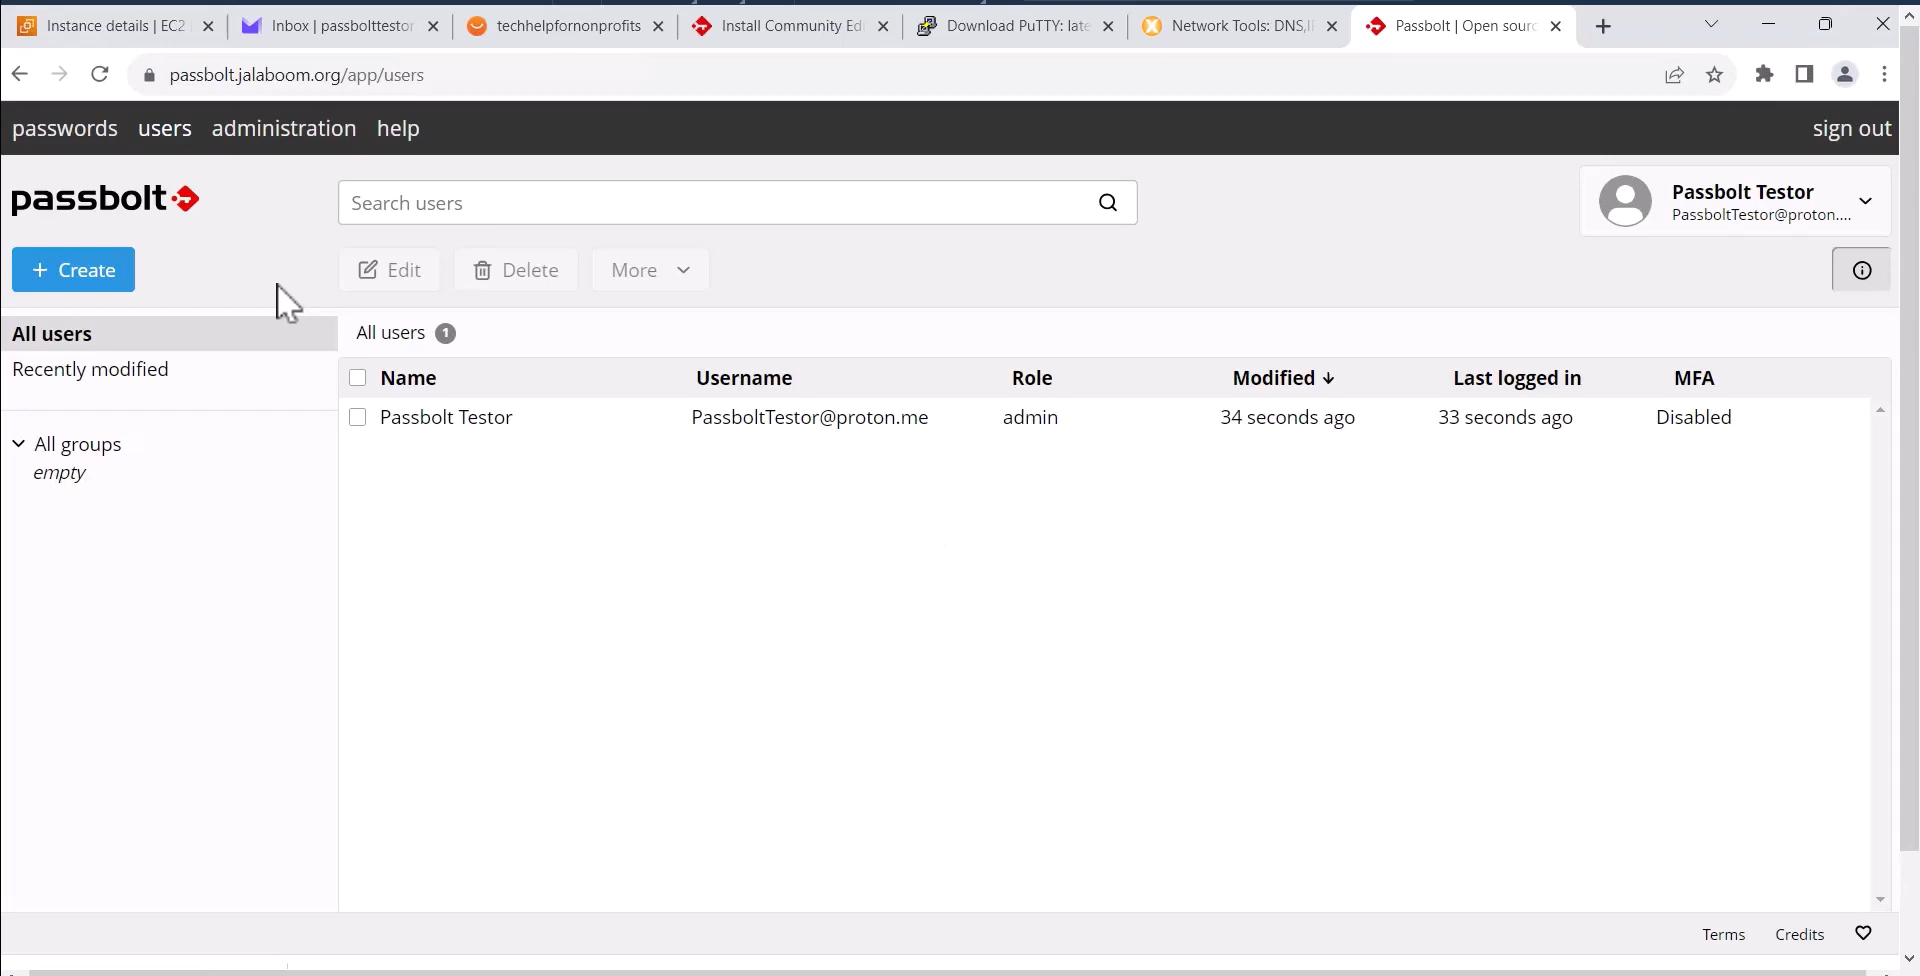 Instance details | EC2
Inbox | passbolttestor
techhelpfornonprofits
Install Community Edi
Download PuTTY: late
Network Tools: DNS,I
Passbolt | Open sourc
passbolt.jalaboom.org/app/users
passwords users administration help sign out
passbolt
Search users
Passbolt Testor
PassboltTestor@proton....
+ Create
Edit
Delete
More
All users
Recently modified
All groups
empty
All users 1
Name Username Role Modified Last logged in MFA
Passbolt Testor PassboltTestor@proton.me admin 34 seconds ago 33 seconds ago Disabled
Terms Credits